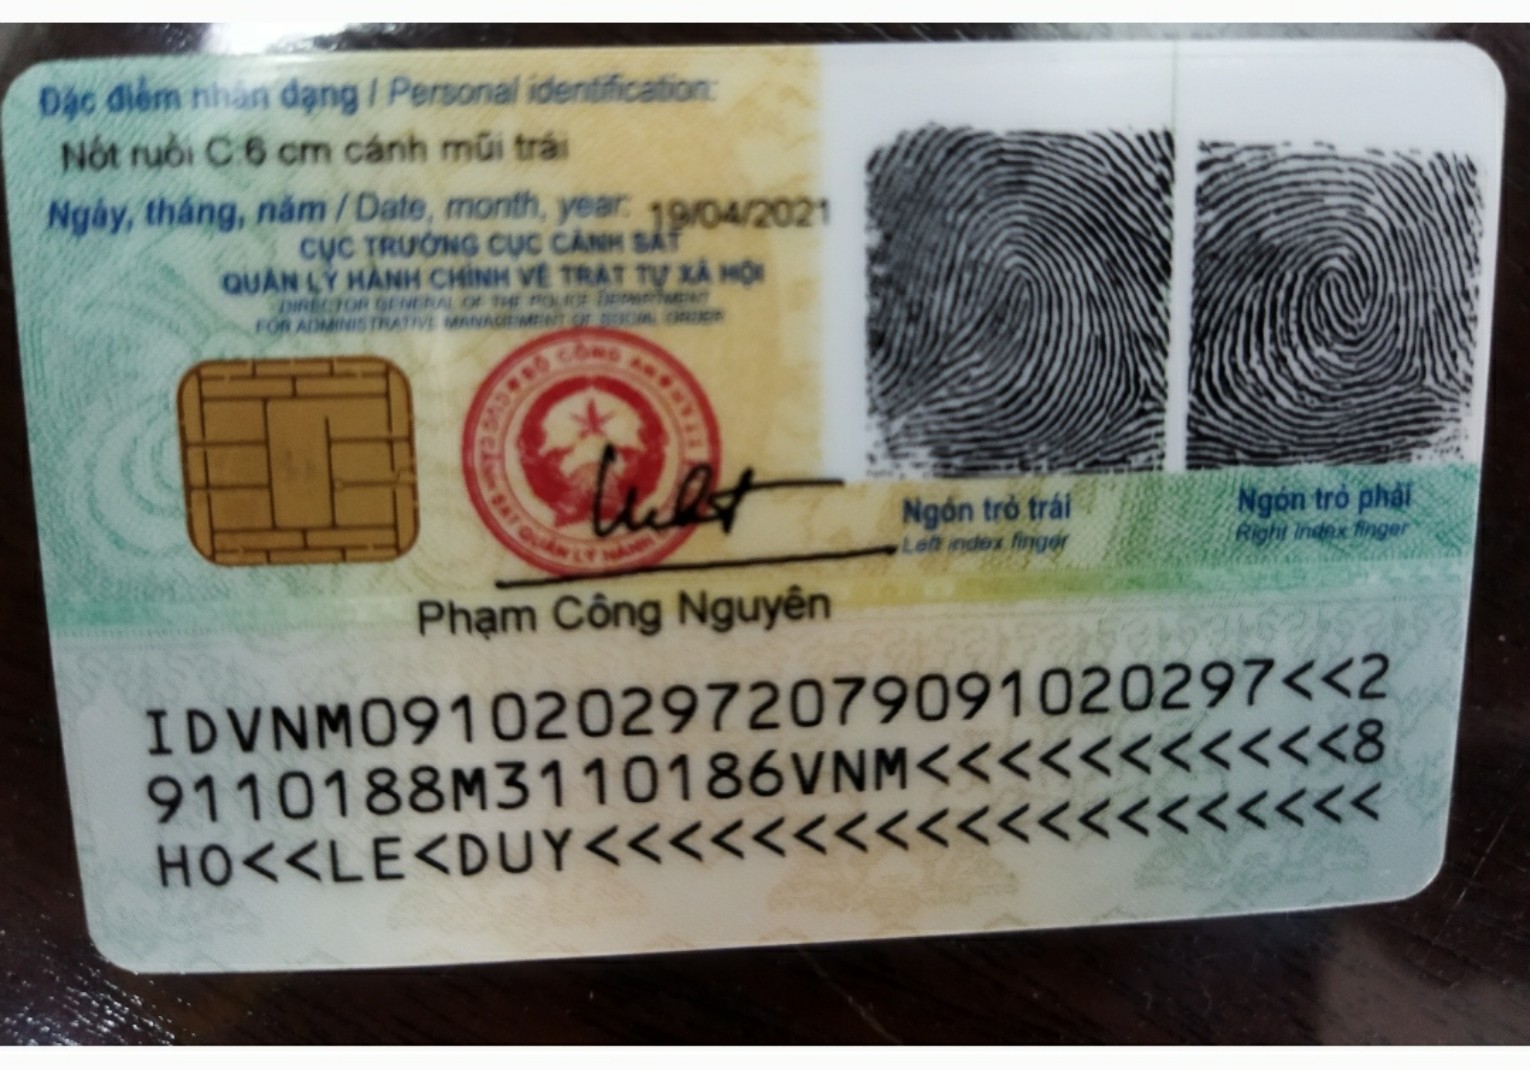 Đặc điểm nhân dạng / Personal identification:
Nốt ruồi C:6 cm cánh mũi trái
Ngày, tháng, năm / Date, month, year: 19/04/2021
CỤC TRƯỞNG CỤC CẢNH SÁT
QUẢN LÝ HÀNH CHÍNH VỀ TRẬT TỰ XÃ HỘI
DIRECTOR GENERAL OF THE POLICE DEPARTMENT
FOR ADMINISTRATIVE MANAGEMENT OF SOCIAL ORDER
BỘ CÔNG AN
QUẢN LÝ HÀNH
Ngón trỏ trái
Left index finger
Ngón trỏ phải
Right index finger
Phạm Công Nguyên
IDVNM0910202972079091020297<<2
9110188M3110186VNM<<<<<<<<<<<8
HO<<LE<DUY<<<<<<<<<<<<<<<<<<<<